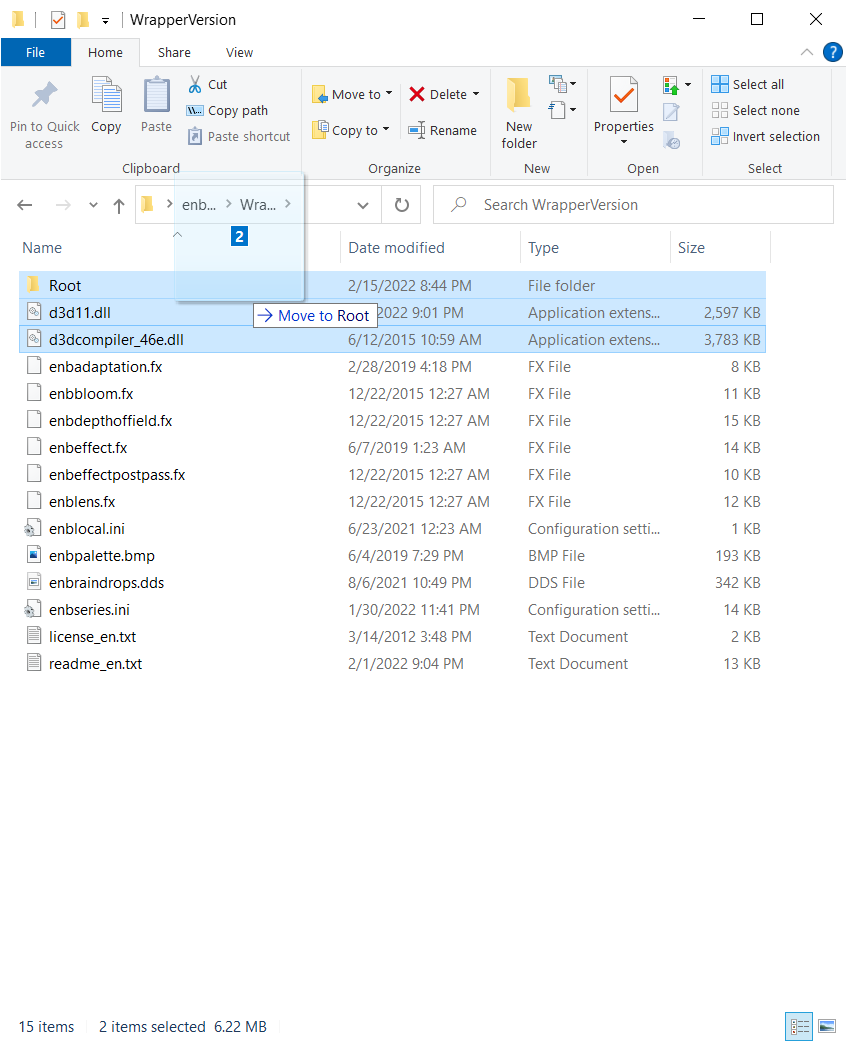 WrapperVersion
File Home Share View
?
Pin to Quick access
Copy
Paste
Cut
Copy path
Paste shortcut
Clipboard
Move to
Copy to
Delete
Rename
Organize
New folder
New
Properties
Open
Select all
Select none
Invert selection
Select
enb... Wra...
Search WrapperVersion
2
Name Date modified Type Size
Root 2/15/2022 8:44 PM File folder
d3d11.dll 2022 9:01 PM Application extens... 2,597 KB
Move to Root
d3dcompiler_46e.dll 6/12/2015 10:59 AM Application extens... 3,783 KB
enbadaptation.fx 2/28/2019 4:18 PM FX File 8 KB
enbbloom.fx 12/22/2015 12:27 AM FX File 11 KB
enbdepthoffield.fx 12/22/2015 12:27 AM FX File 15 KB
enbeffect.fx 6/7/2019 1:23 AM FX File 14 KB
enbeffectpostpass.fx 12/22/2015 12:27 AM FX File 10 KB
enblens.fx 12/22/2015 12:27 AM FX File 12 KB
enblocal.ini 6/23/2021 12:23 AM Configuration setti... 1 KB
enbpalette.bmp 6/4/2019 7:29 PM BMP File 193 KB
enbraindrops.dds 8/6/2021 10:49 PM DDS File 342 KB
enbseries.ini 1/30/2022 11:41 PM Configuration setti... 14 KB
license_en.txt 3/14/2012 3:48 PM Text Document 2 KB
readme_en.txt 2/1/2022 9:04 PM Text Document 13 KB
15 items 2 items selected 6.22 MB